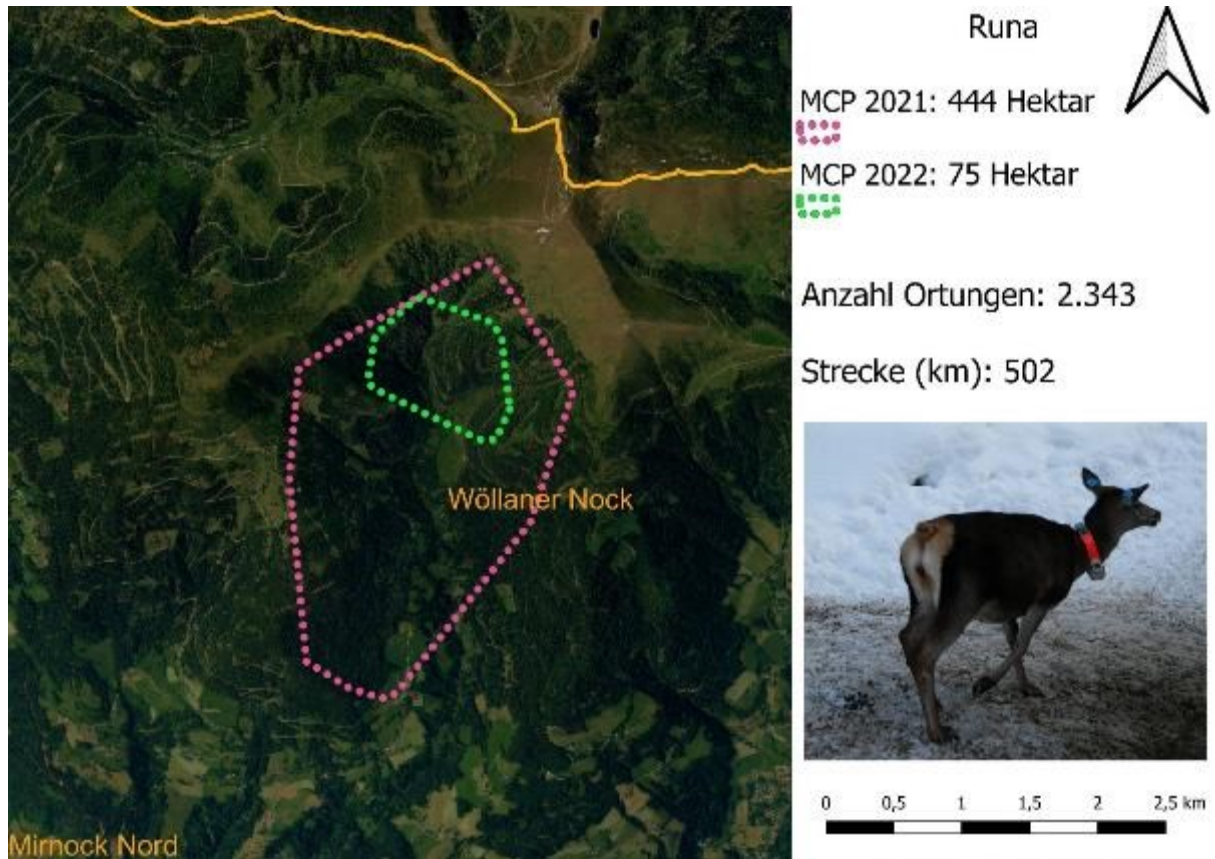 Runa
MCP 2021: 444 Hektar
MCP 2022: 75 Hektar
Anzahl Ortungen: 2.343
Strecke (km): 502
Wöllaner Nock
Mirnock Nord
0 0,5 1 1,5 2 2,5 km